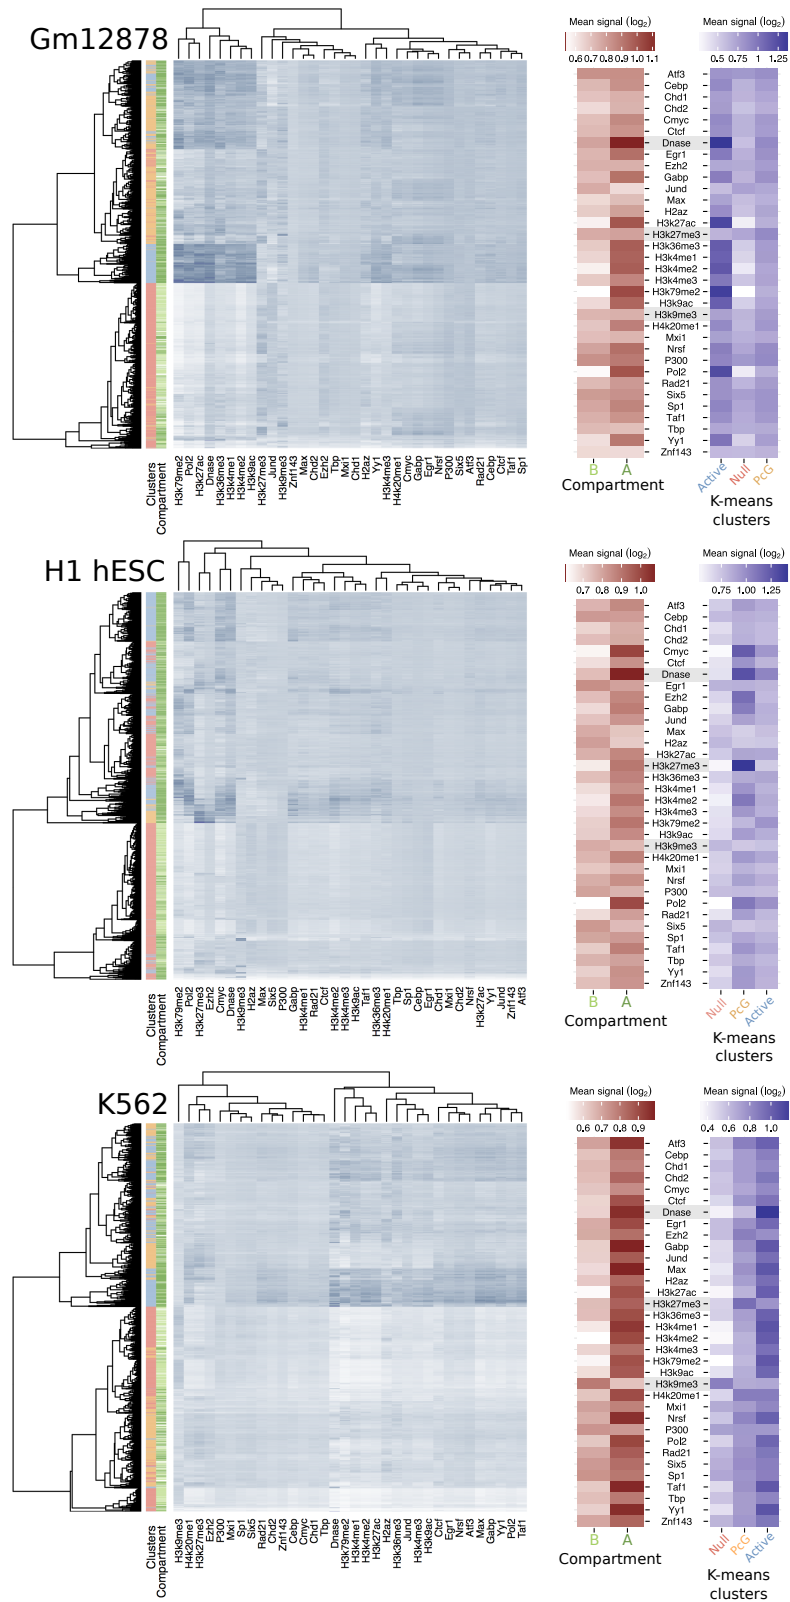 Gm12878
Mean signal (log2)
0.6 0.7 0.8 0.9 1.0 1.1
Mean signal (log2)
0.5 0.75 1 1.25
Atf3
Cebp
Chd1
Chd2
Cmyc
Ctcf
Dnase
Egr1
Ezh2
Gabp
Jund
Max
H2az
H3k27ac
H3k27me3
H3k36me3
H3k4me1
H3k4me2
H3k4me3
H3k79me2
H3k9ac
H3k9me3
H4k20me1
Mxi1
Nrsf
P300
Pol2
Rad21
Six5
Sp1
Taf1
Tbp
Yy1
Znf143
B A
Compartment
Active Null PcG
K-means
clusters
Clusters
Compartment
H3k79me2
Pol2
H3k27ac
Dnase
H3k36me3
H3k4me1
H3k4me2
H3k9ac
H3k27me3
Jund
H3k9me3
Znf143
Max
Chd2
Ezh2
Tbp
Mxi1
Chd1
H2az
Yy1
H3k4me3
H4k20me1
Cmyc
Gabp
Egr1
Nrsf
P300
Six5
Atf3
Rad21
Cebp
Ctcf
Taf1
Sp1
H1 hESC
Mean signal (log2)
0.7 0.8 0.9 1.0
Mean signal (log2)
0.75 1.00 1.25
Atf3
Cebp
Chd1
Chd2
Cmyc
Ctcf
Dnase
Egr1
Ezh2
Gabp
Jund
Max
H2az
H3k27ac
H3k27me3
H3k36me3
H3k4me1
H3k4me2
H3k4me3
H3k79me2
H3k9ac
H3k9me3
H4k20me1
Mxi1
Nrsf
P300
Pol2
Rad21
Six5
Sp1
Taf1
Tbp
Yy1
Znf143
B A
Compartment
Null PcG Active
K-means
clusters
Clusters
Compartment
H3k79me2
Pol2
H3k27me3
Ezh2
Cmyc
Dnase
H3k9me3
H2az
Max
Six5
P300
Gabp
H3k4me1
Rad21
Ctcf
H3k4me2
H3k4me3
H3k9ac
Taf1
H3k36me3
H4k20me1
Tbp
Sp1
Cebp
Egr1
Chd1
Mxi1
Chd2
Nrsf
H3k27ac
Yy1
Jund
Znf143
Atf3
K562
Mean signal (log2)
0.6 0.7 0.8 0.9
Mean signal (log2)
0.4 0.6 0.8 1.0
Atf3
Cebp
Chd1
Chd2
Cmyc
Ctcf
Dnase
Egr1
Ezh2
Gabp
Jund
Max
H2az
H3k27ac
H3k27me3
H3k36me3
H3k4me1
H3k4me2
H3k4me3
H3k79me2
H3k9ac
H3k9me3
H4k20me1
Mxi1
Nrsf
P300
Pol2
Rad21
Six5
Sp1
Taf1
Tbp
Yy1
Znf143
B A
Compartment
Null PcG Active
K-means
clusters
Clusters
Compartment
H3k9me3
H4k20me1
H3k27me3
Ezh2
P300
Mxi1
Sp1
Six5
Rad21
Chd2
Znf143
Cebp
Cmyc
Chd1
Tbp
Dnase
H3k79me2
H3k4me1
H3k4me2
H3k27ac
H2az
H3k36me3
Jund
H3k4me3
H3k9ac
Ctcf
Egr1
Nrsf
Atf3
Max
Gabp
Yy1
Pol2
Taf1